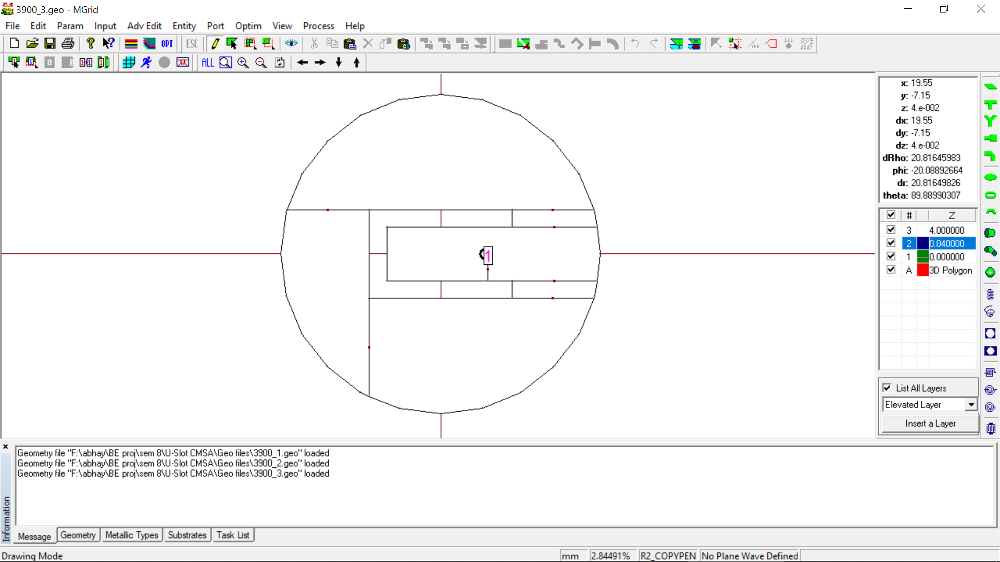 3900_3.geo - MGrid
File Edit Param Input Adv Edit Entity Port Optim View Process Help
OPT ESC
ALL
x: 19.55
y: -7.15
z: 4.e-002
dx: 19.55
dy: -7.15
dz: 4.e-002
dRho: 20.81645983
phi: -20.08892664
dr: 20.81649826
theta: 89.88990307
# Z
3 4.000000
2 0.040000
1 0.000000
A 3D Polygon
1
List All Layers
Elevated Layer
Insert a Layer
Geometry file "F:\abhay\BE proj\sem 8\U-Slot CMSA\Geo files\3900_1.geo" loaded
Geometry file "F:\abhay\BE proj\sem 8\U-Slot CMSA\Geo files\3900_2.geo" loaded
Geometry file "F:\abhay\BE proj\sem 8\U-Slot CMSA\Geo files\3900_3.geo" loaded
Information
Message Geometry Metallic Types Substrates Task List
Drawing Mode mm 2.84491% R2_COPYPEN No Plane Wave Defined